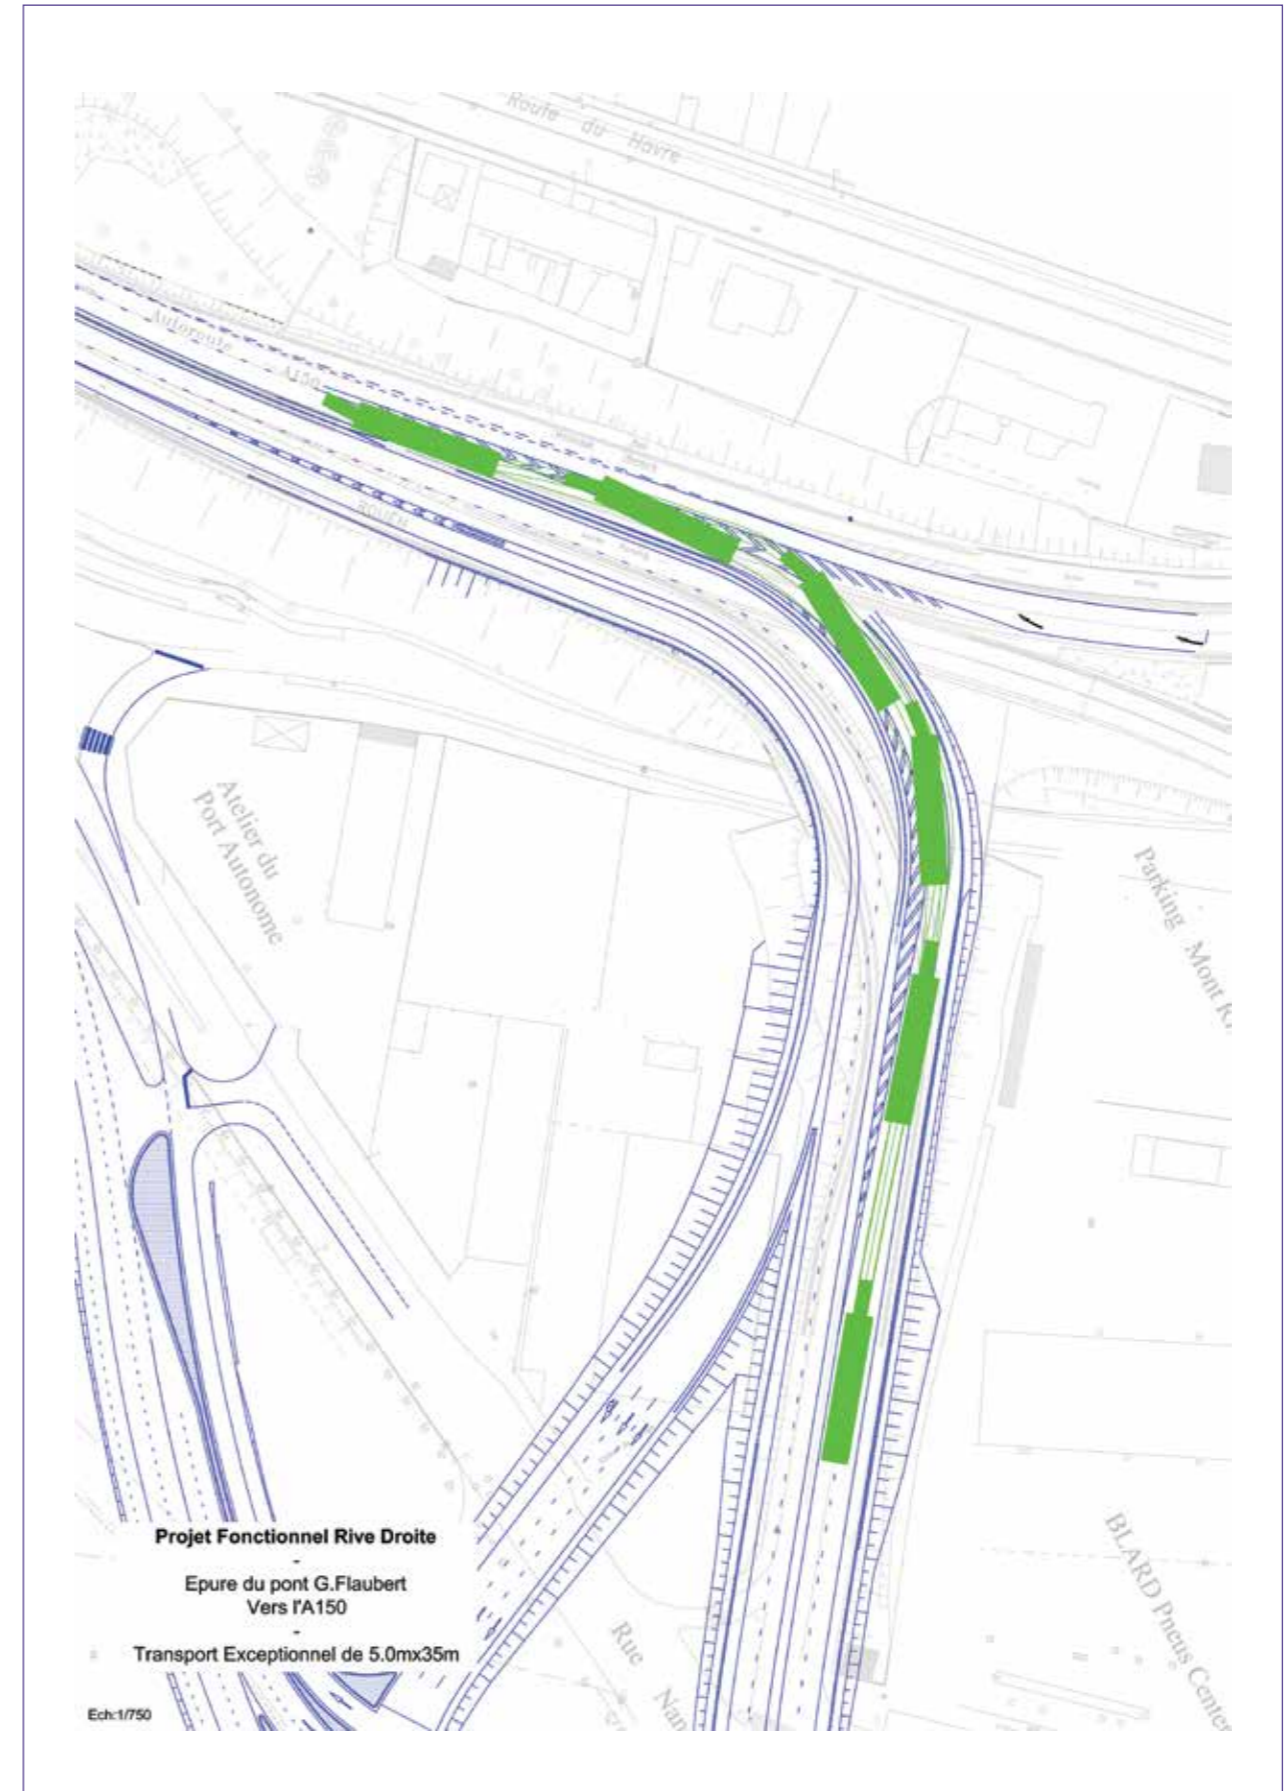 Route du Havre
Autoroute A150
ROUEN
Atelier du
Port Autonome
Parking Mont
BLARD Pneus Center
Projet Fonctionnel Rive Droite
-
Epure du pont G.Flaubert
Vers l'A150
-
Transport Exceptionnel de 5.0mx35m
Rue
Ech:1/750